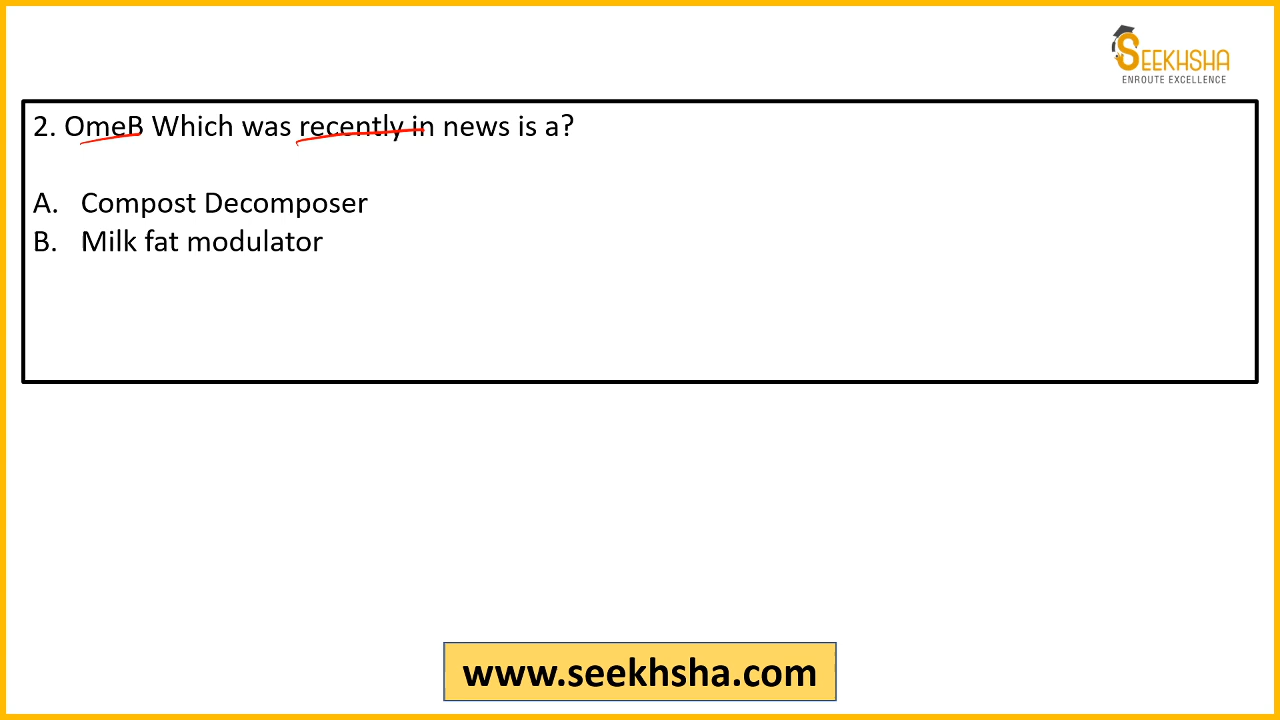 SEEKHSHA
ENROUTE EXCELLENCE
2. OmeB Which was recently in news is a?
A. Compost Decomposer
B. Milk fat modulator
www.seekhsha.com